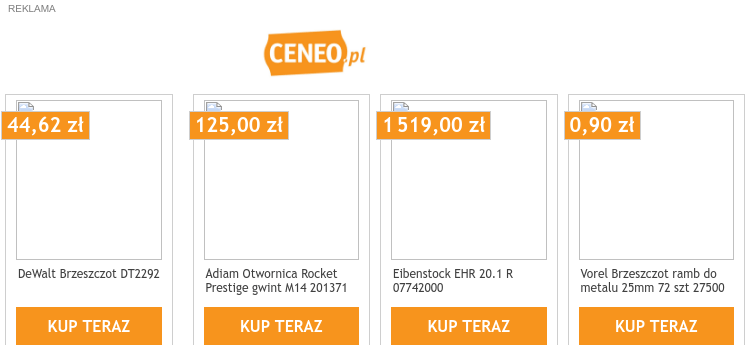 REKLAMA
CENEO.pl
44,62 zł
125,00 zł
1 519,00 zł
0,90 zł
DeWalt Brzeszczot DT2292
Adiam Otwornica Rocket
Prestige gwint M14 201371
Eibenstock EHR 20.1 R
07742000
Vorel Brzeszczot ramb do
metalu 25mm 72 szt 27500
KUP TERAZ
KUP TERAZ
KUP TERAZ
KUP TERAZ